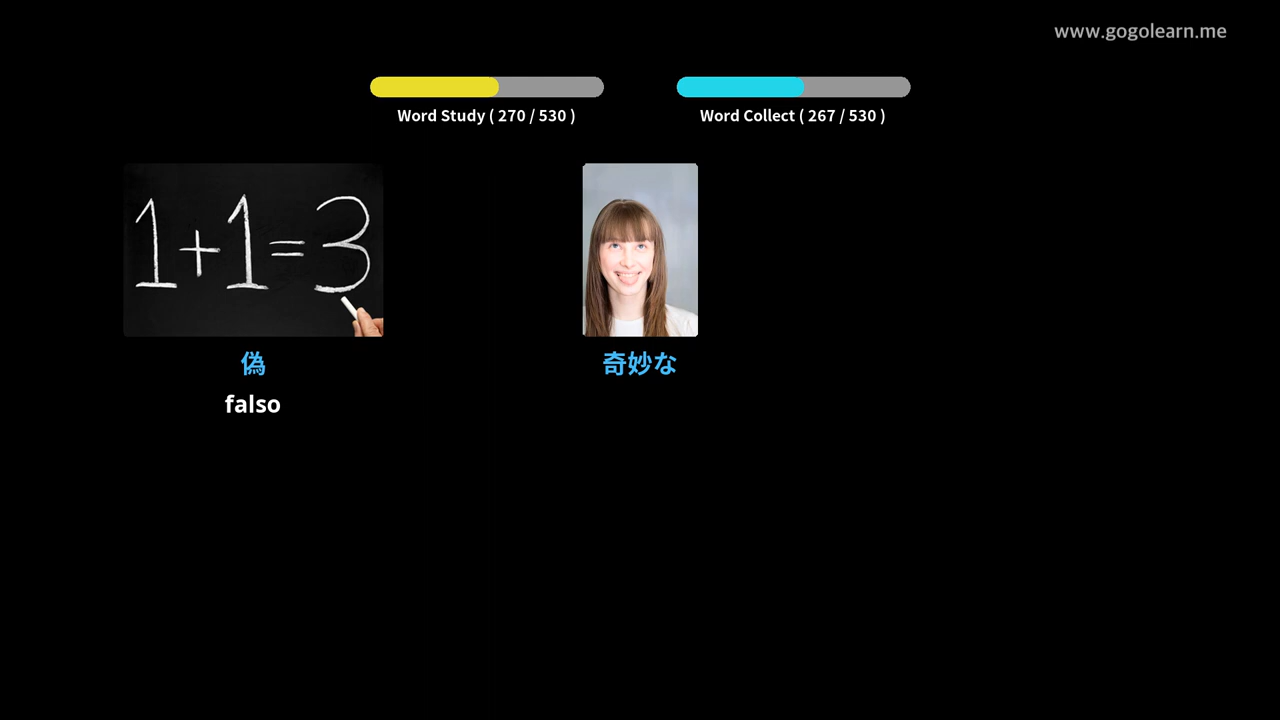 www.gogolearn.me
Word Study ( 270 / 530 )
Word Collect ( 267 / 530 )
1+1=3
偽
falso
奇妙な